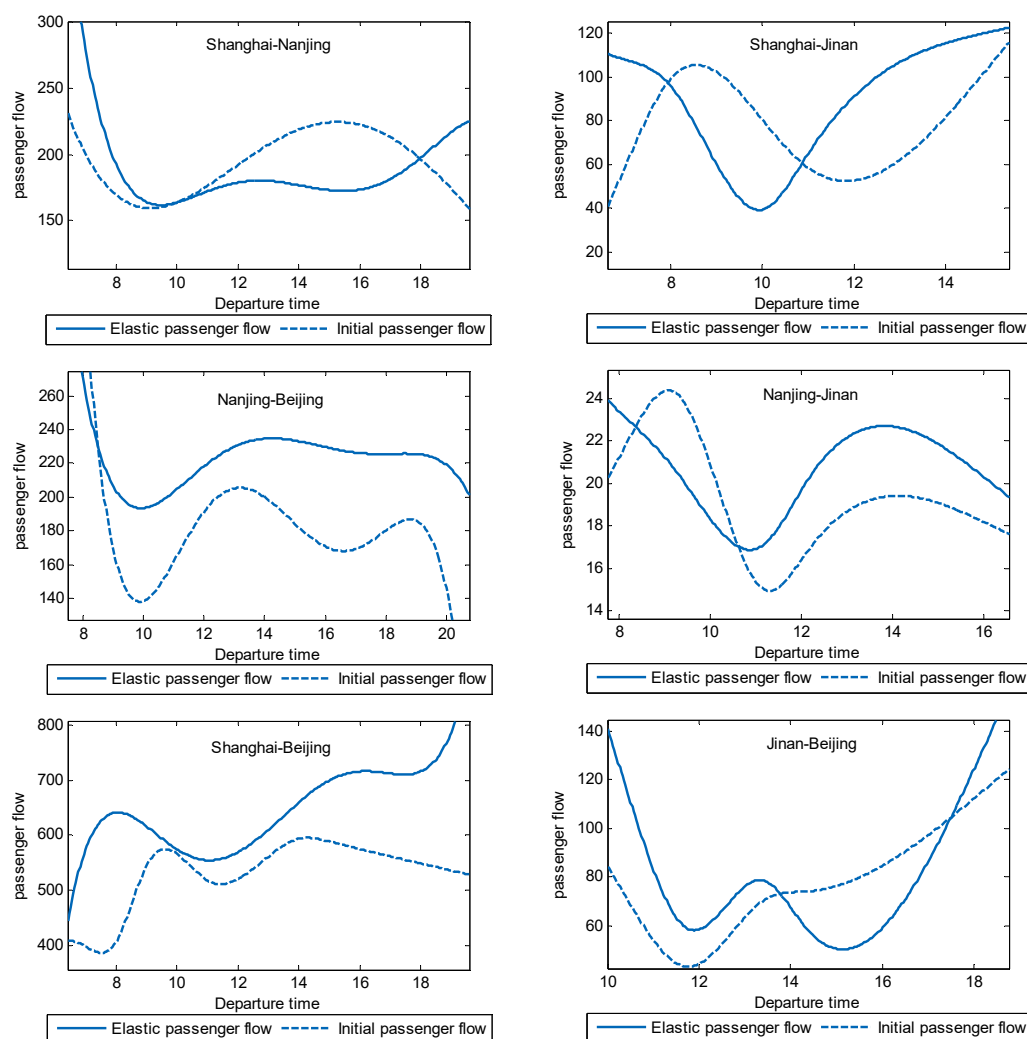 Shanghai-Nanjing
300
250
200
150
passenger flow
8 10 12 14 16 18
Departure time
Elastic passenger flow Initial passenger flow
Shanghai-Jinan
120
100
80
60
40
20
passenger flow
8 10 12 14
Departure time
Elastic passenger flow Initial passenger flow
Nanjing-Beijing
260
240
220
200
180
160
140
passenger flow
8 10 12 14 16 18 20
Departure time
Elastic passenger flow Initial passenger flow
Nanjing-Jinan
24
22
20
18
16
14
passenger flow
8 10 12 14 16
Departure time
Elastic passenger flow Initial passenger flow
Shanghai-Beijing
800
700
600
500
400
passenger flow
8 10 12 14 16 18
Departure time
Elastic passenger flow Initial passenger flow
Jinan-Beijing
140
120
100
80
60
passenger flow
10 12 14 16 18
Departure time
Elastic passenger flow Initial passenger flow